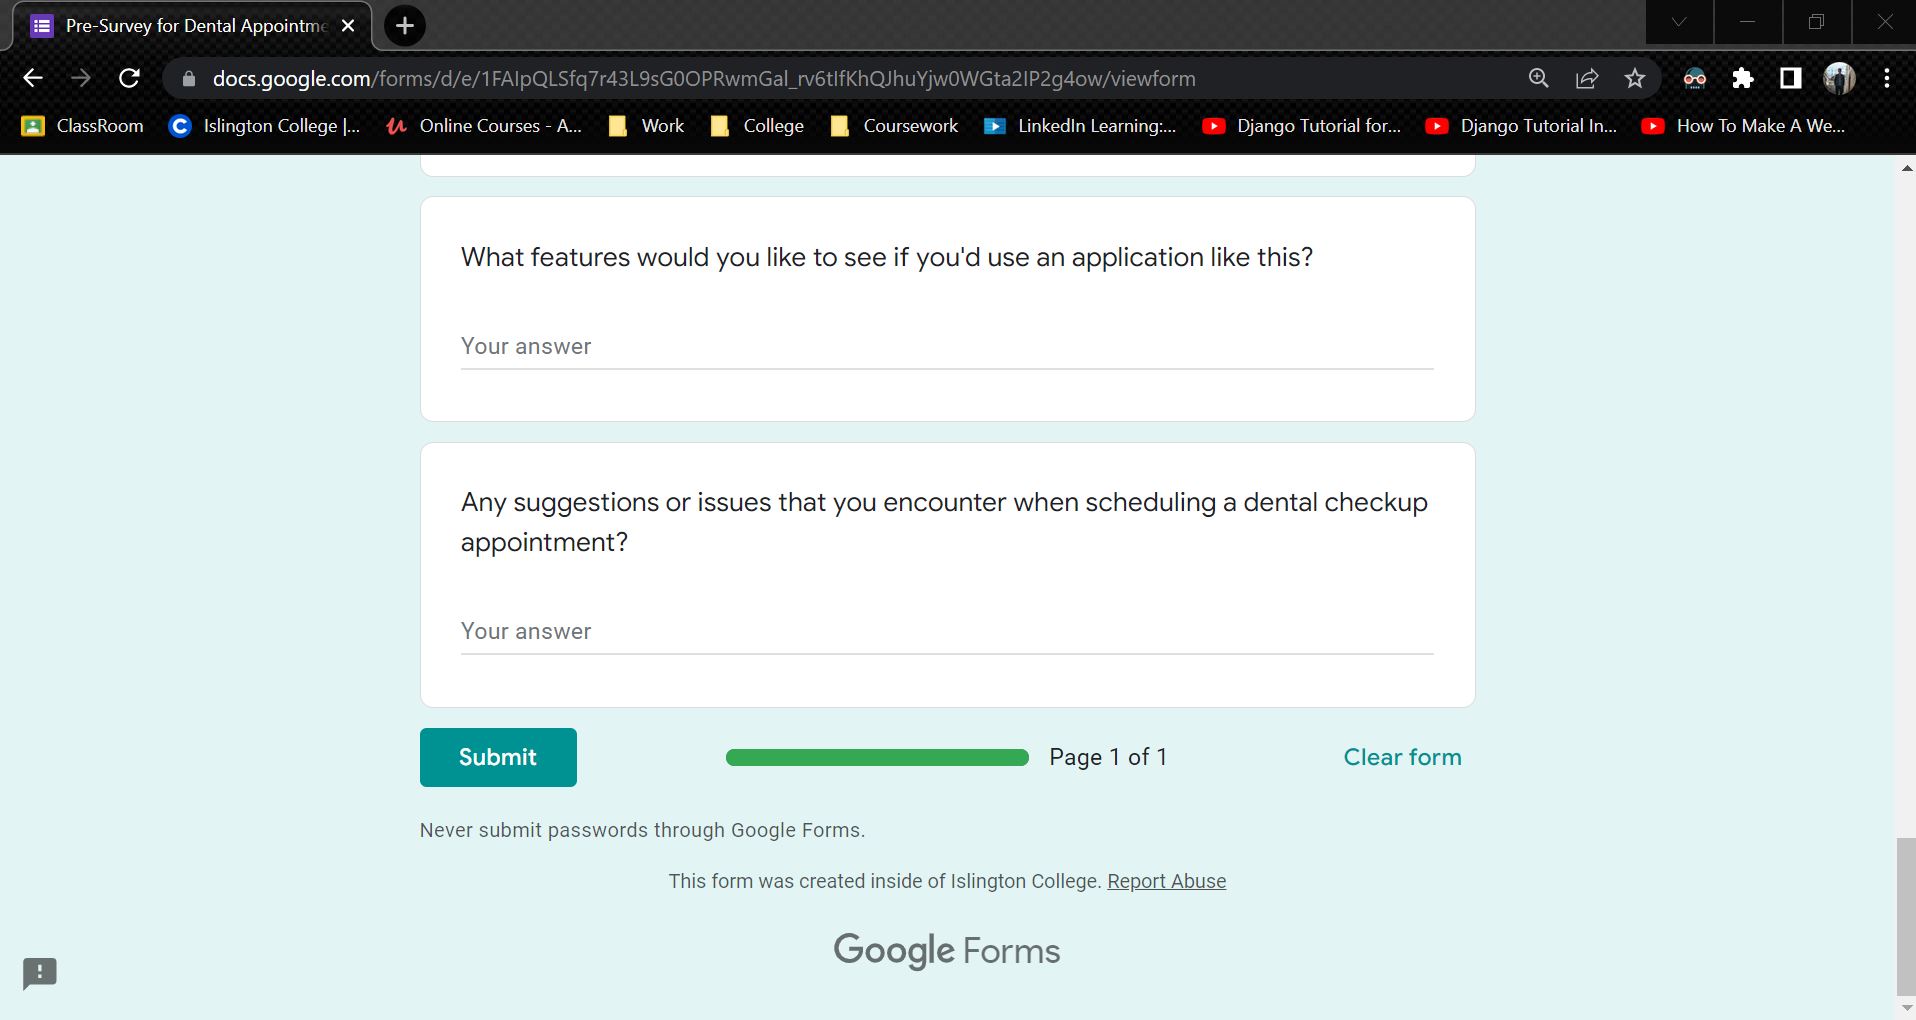 Pre-Survey for Dental Appointme
docs.google.com/forms/d/e/1FAIpQLSfq7r43L9sG0OPRwmGal_rv6tIfKhQJhuYjw0WGta2IP2g4ow/viewform
ClassRoom Islington College |... Online Courses - A... Work College Coursework LinkedIn Learning:... Django Tutorial for... Django Tutorial In... How To Make A We...
What features would you like to see if you'd use an application like this?
Your answer
Any suggestions or issues that you encounter when scheduling a dental checkup
appointment?
Your answer
Submit Page 1 of 1 Clear form
Never submit passwords through Google Forms.
This form was created inside of Islington College. Report Abuse
Google Forms